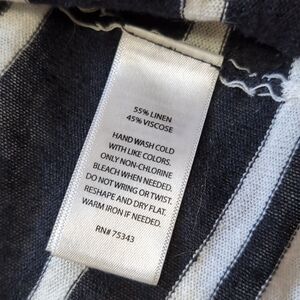 55% LINEN
45% VISCOSE
HAND WASH COLD
WITH LIKE COLORS.
ONLY NON-CHLORINE
BLEACH WHEN NEEDED.
DO NOT WRING OR TWIST.
RESHAPE AND DRY FLAT.
WARM IRON IF NEEDED.
RN# 75343